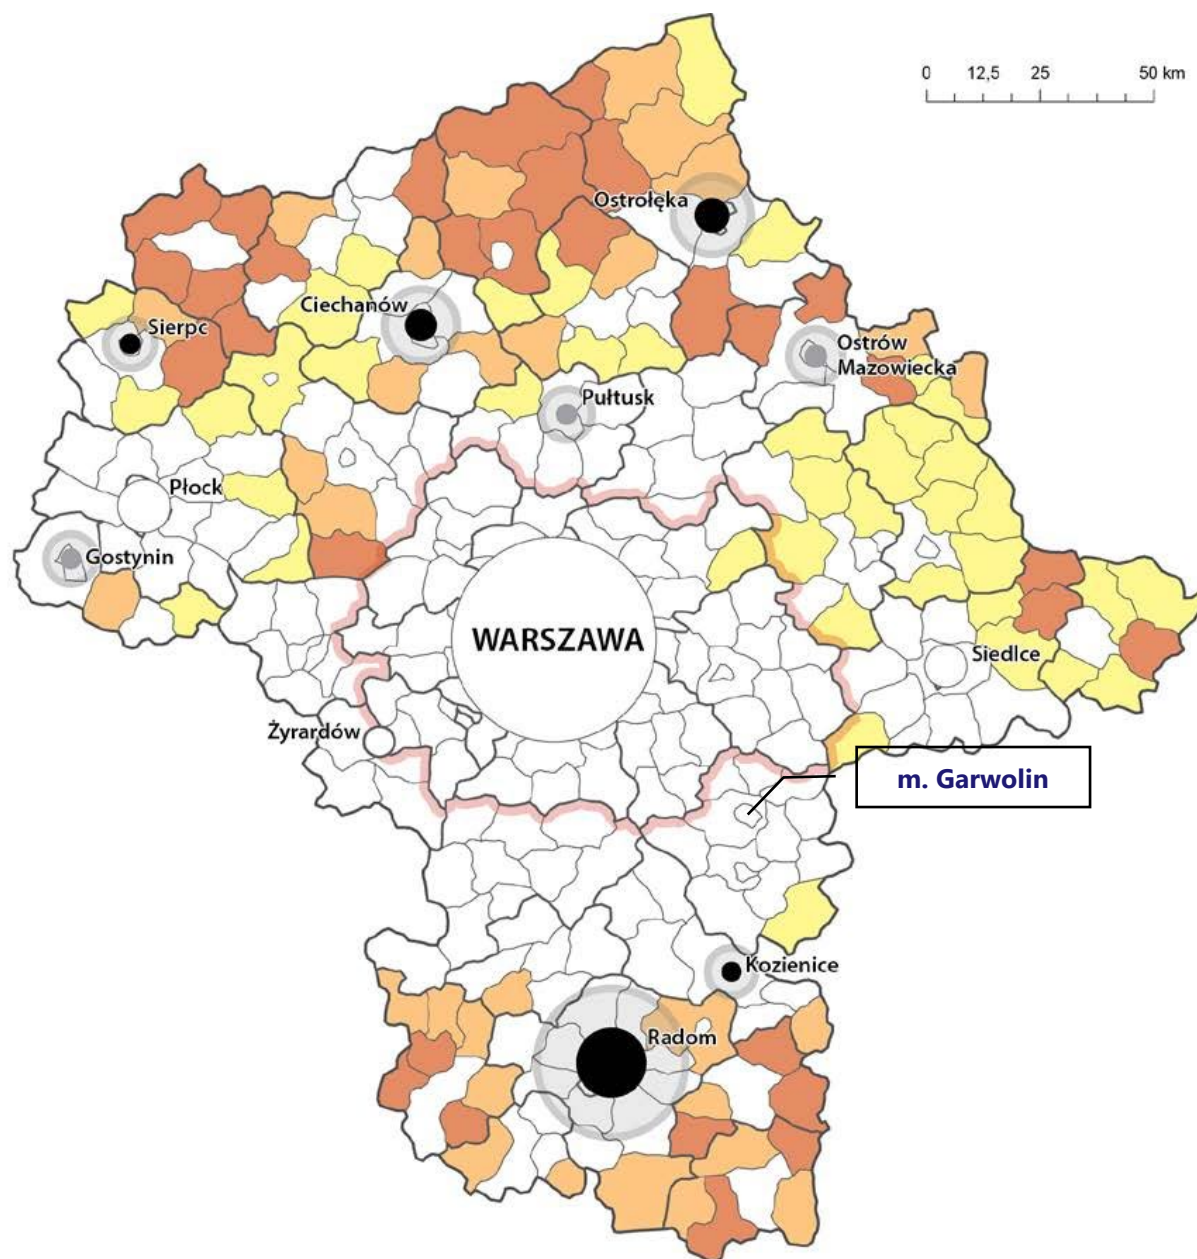 0 12,5 25 50 km
Ostrołęka
Ciechanów
Sierpc
Ostrów
Mazowiecka
Pułtusk
Płock
Gostynin
WARSZAWA
Siedlce
Żyrardów
m. Garwolin
Kozienice
Radom